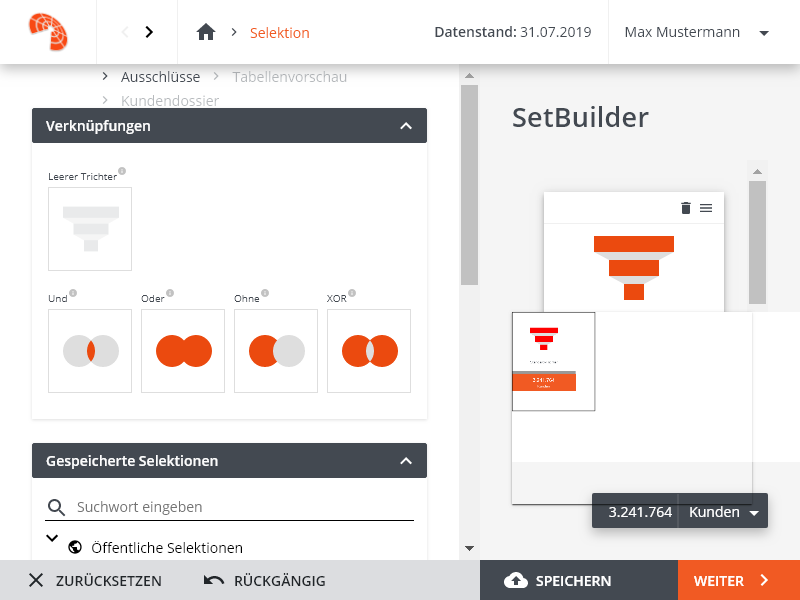 Selektion
Datenstand: 31.07.2019
Max Mustermann
Ausschlüsse
Tabellenvorschau
Kundendossier
Verknüpfungen
Leerer Trichter
Und
Oder
Ohne
XOR
Gespeicherte Selektionen
Suchwort eingeben
Öffentliche Selektionen
SetBuilder
3.241.764
Kunden
3.241.764 Kunden
ZURÜCKSETZEN
RÜCKGÄNGIG
SPEICHERN
WEITER